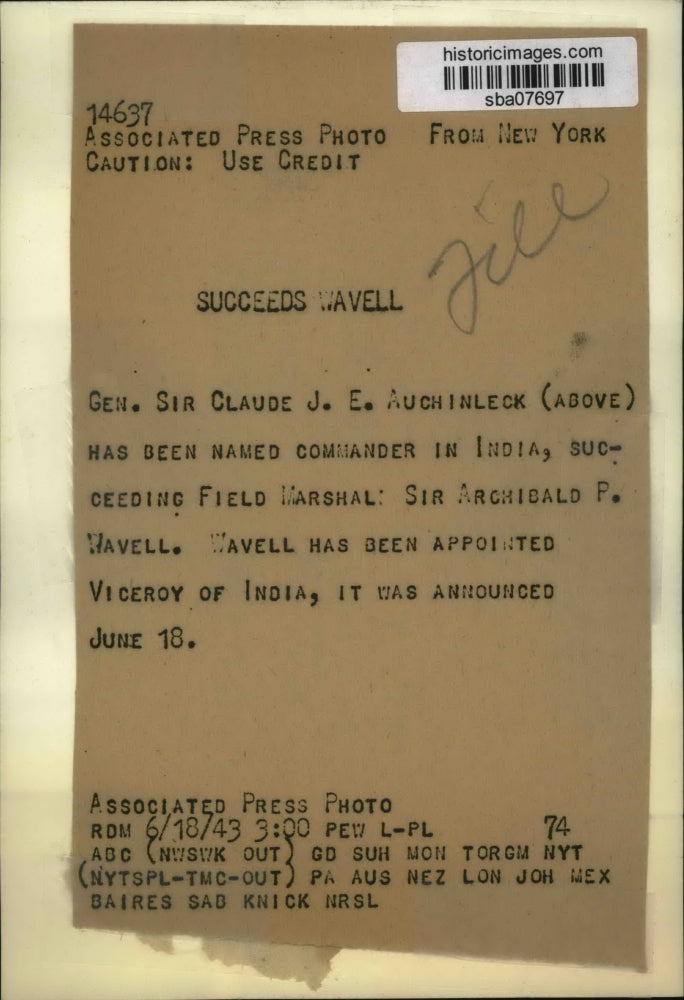 historicimages.com
sba07697
14637
ASSOCIATED PRESS PHOTO FROM NEW YORK
CAUTION: USE CREDIT
file
SUCCEEDS WAVELL
GEN. SIR CLAUDE J. E. AUCHINLECK (ABOVE)
HAS BEEN NAMED COMMANDER IN INDIA, SUC-
CEEDING FIELD MARSHAL: SIR ARCHIBALD P.
WAVELL. WAVELL HAS BEEN APPOINTED
VICEROY OF INDIA, IT WAS ANNOUNCED
JUNE 18.
ASSOCIATED PRESS PHOTO
RDM 6/18/43 3:00 PEW L-PL 74
ABC (NWSWK OUT) GD SUH MON TORGM NYT
(NYTSPL-TMC-OUT) PA AUS NEZ LON JOH MEX
BAIRES SAB KNICK NRSL